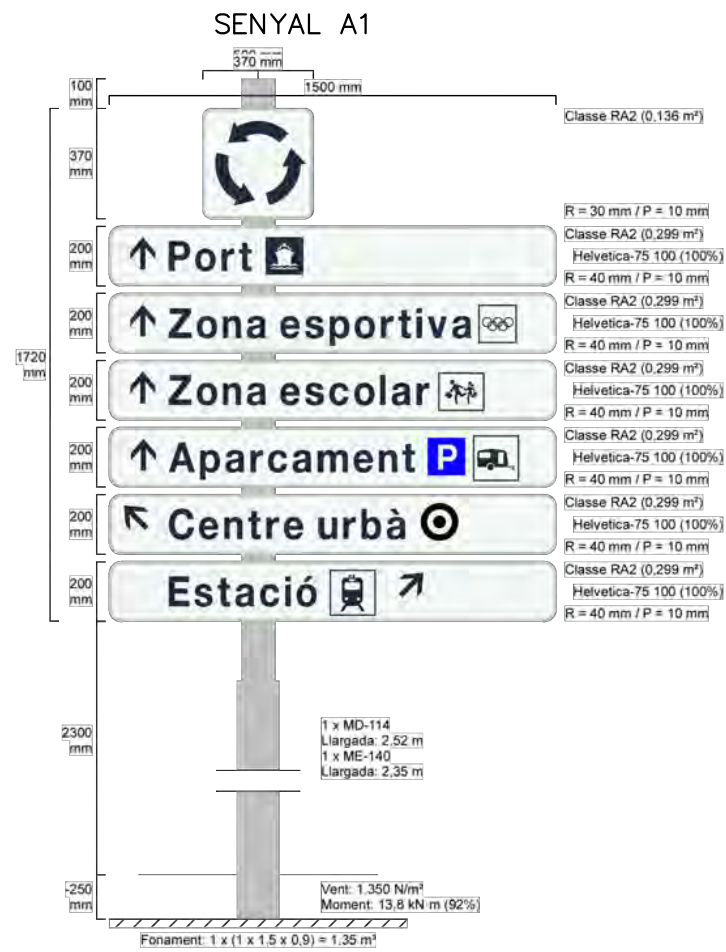 SENYAL A1
370 mm
1500 mm
100
mm
Classe RA2 (0,136 m²)
370
mm
R = 30 mm / P = 10 mm
Classe RA2 (0,299 m²)
200
mm
Port
Helvetica-75 100 (100%)
R = 40 mm / P = 10 mm
Classe RA2 (0,299 m²)
200
mm
Zona esportiva
Helvetica-75 100 (100%)
R = 40 mm / P = 10 mm
1720
mm
Classe RA2 (0,299 m²)
200
mm
Zona escolar
Helvetica-75 100 (100%)
R = 40 mm / P = 10 mm
Classe RA2 (0,299 m²)
200
mm
Aparcament P
Helvetica-75 100 (100%)
R = 40 mm / P = 10 mm
Classe RA2 (0,299 m²)
200
mm
Centre urbà
Helvetica-75 100 (100%)
R = 40 mm / P = 10 mm
Classe RA2 (0,299 m²)
200
mm
Estació
Helvetica-75 100 (100%)
R = 40 mm / P = 10 mm
2300
mm
1 x MD-114
Llargada: 2,52 m
1 x ME-140
Llargada: 2,35 m
-250
mm
Vent: 1.350 N/m²
Moment: 13,8 kN·m (92%)
Fonament: 1 x (1 x 1,5 x 0,9) = 1,35 m³